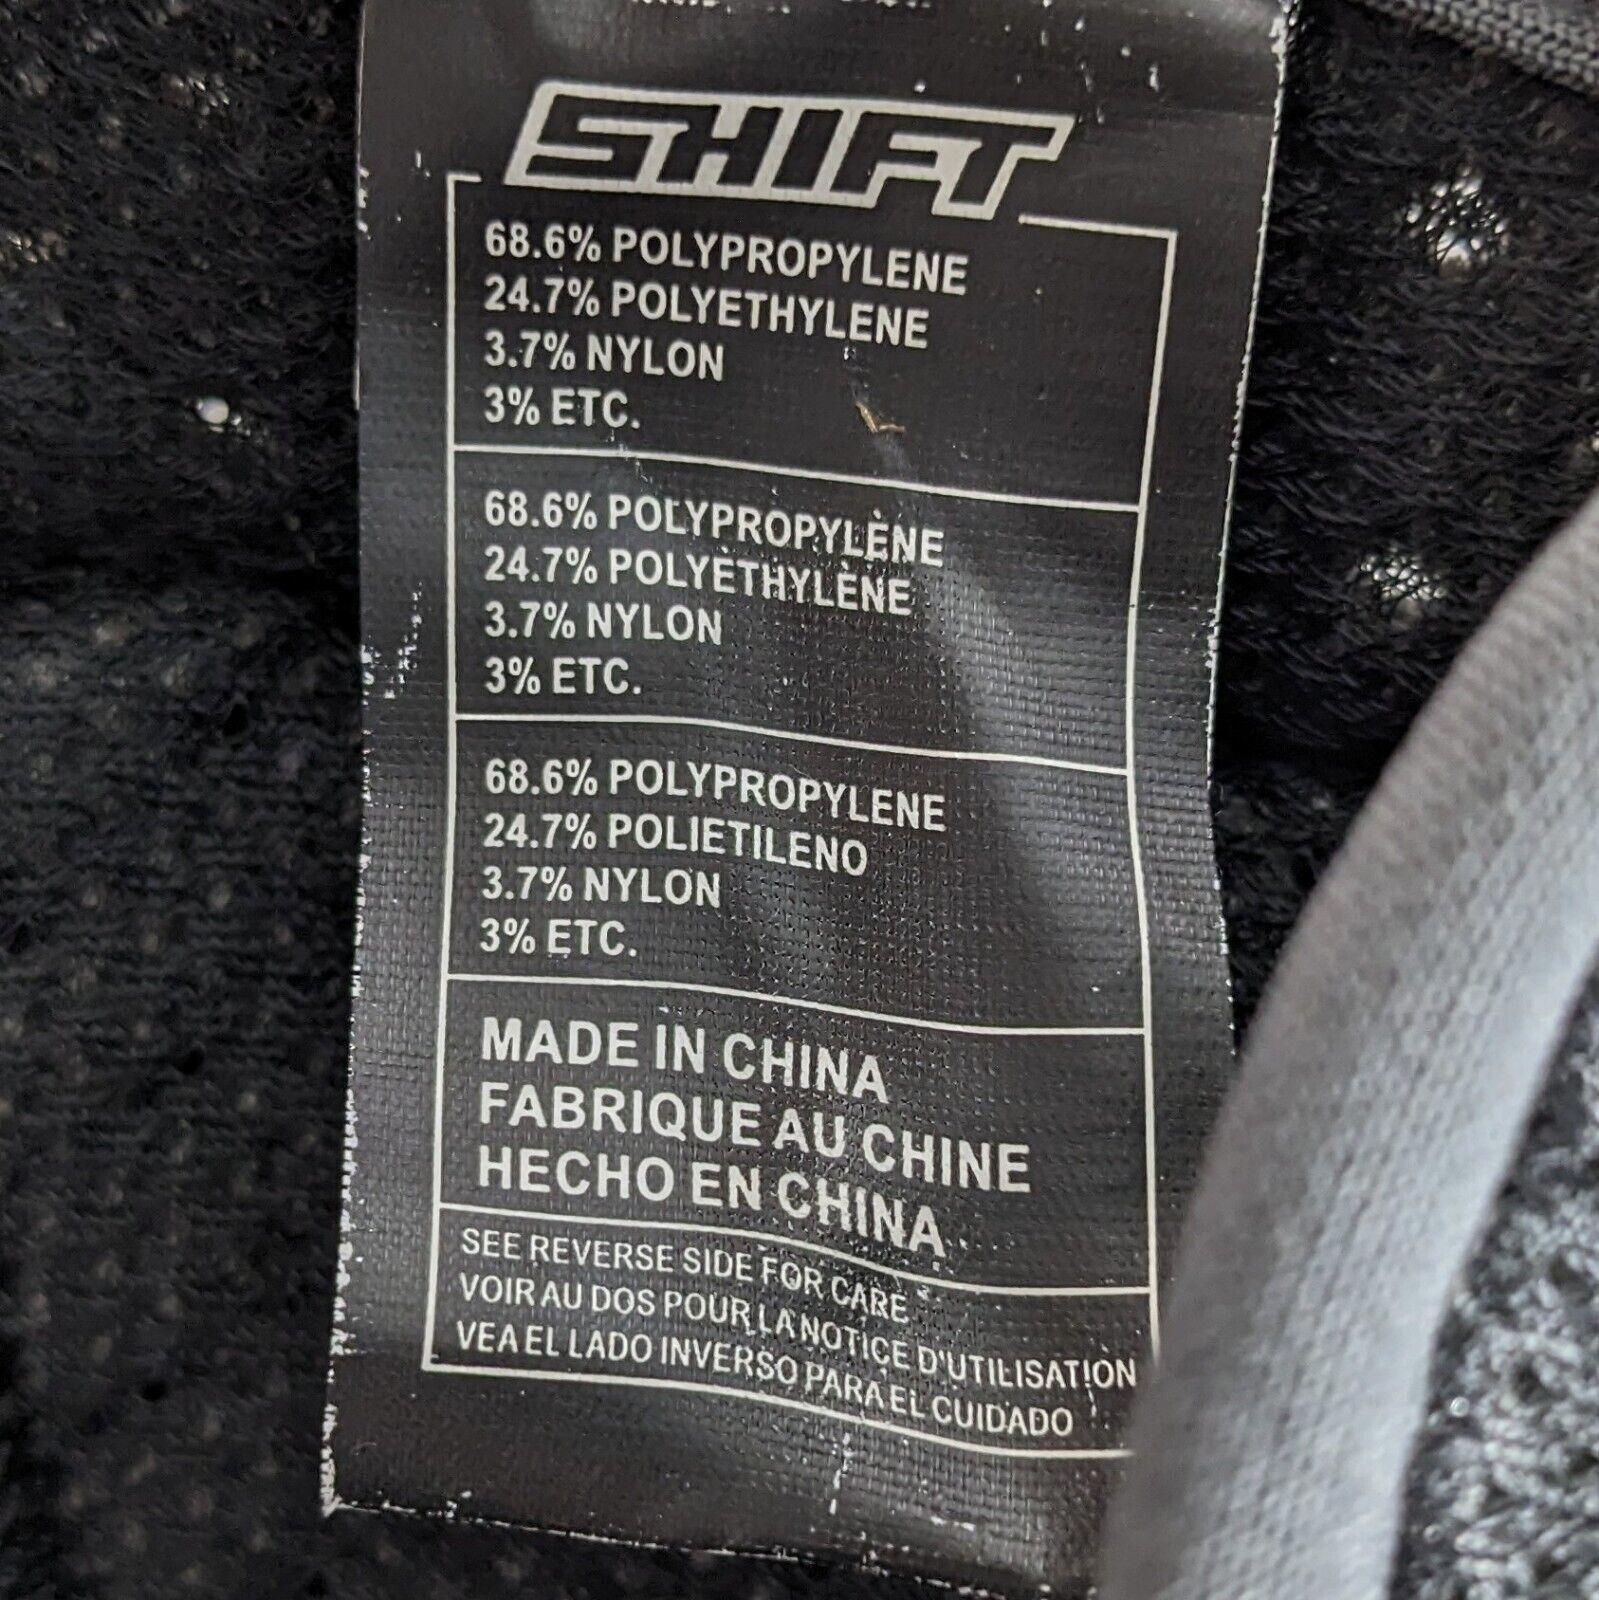 SHIFT
68.6% POLYPROPYLENE
24.7% POLYETHYLENE
3.7% NYLON
3% ETC.
68.6% POLYPROPYLÈNE
24.7% POLYÈTHYLÈNE
3.7% NYLON
3% ETC.
68.6% POLYPROPYLENE
24.7% POLIETILENO
3.7% NYLON
3% ETC.
MADE IN CHINA
FABRIQUE AU CHINE
HECHO EN CHINA
SEE REVERSE SIDE FOR CARE
VOIR AU DOS POUR LA NOTICE D'UTILISATION
VEA EL LADO INVERSO PARA EL CUIDADO